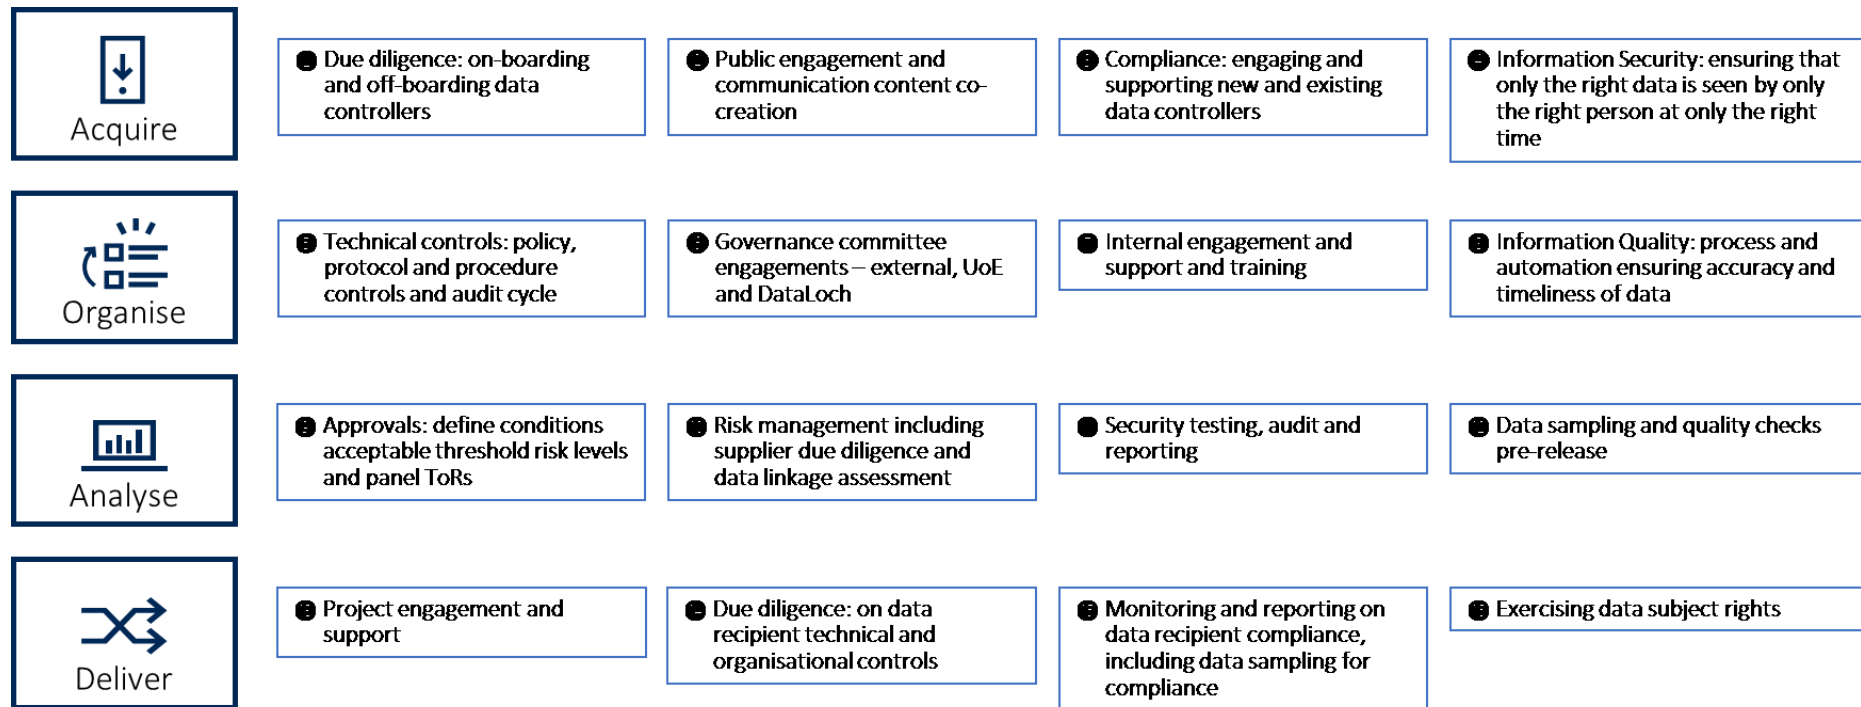 Acquire
Due diligence: on-boarding
and off-boarding data
controllers
Public engagement and
communication content co-
creation
Compliance: engaging and
supporting new and existing
data controllers
Information Security: ensuring that
only the right data is seen by only
the right person at only the right
time
Organise
Technical controls: policy,
protocol and procedure
controls and audit cycle
Governance committee
engagements – external, UoE
and DataLoch
Internal engagement and
support and training
Information Quality: process and
automation ensuring accuracy and
timeliness of data
Analyse
Approvals: define conditions
acceptable threshold risk levels
and panel ToRs
Risk management including
supplier due diligence and
data linkage assessment
Security testing, audit and
reporting
Data sampling and quality checks
pre-release
Deliver
Project engagement and
support
Due diligence: on data
recipient technical and
organisational controls
Monitoring and reporting on
data recipient compliance,
including data sampling for
compliance
Exercising data subject rights